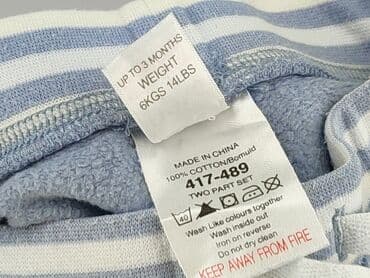 UP TO 3 MONTHS
WEIGHT
6KGS 14LBS
MADE IN CHINA
100% COTTON/Bomuld
417-489
TWO PART SET
40
Wash Like colours together
Wash inside out
Iron on reverse
Do not dry clean
KEEP AWAY FROM FIRE